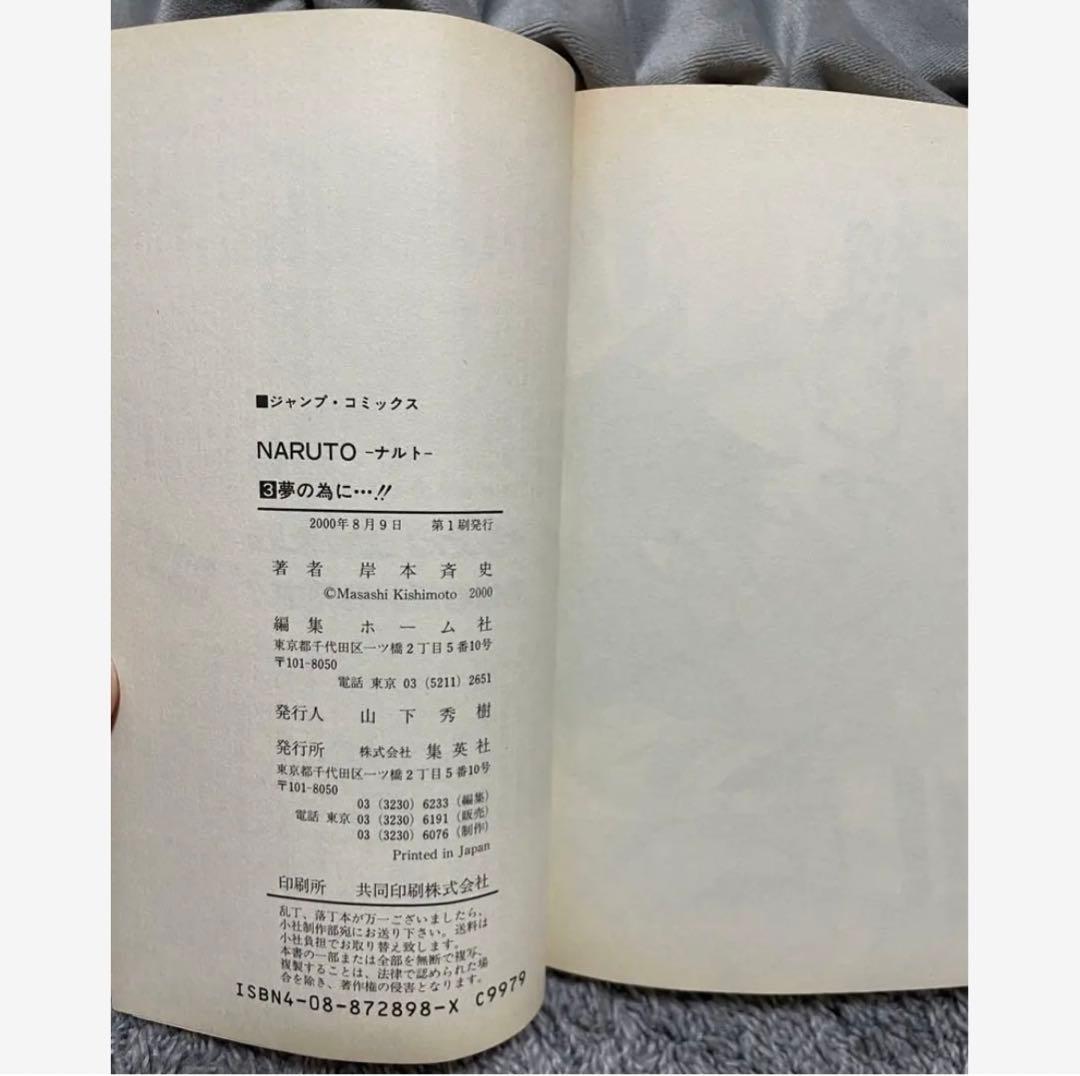 ■ジャンプ・コミックス
NARUTO -ナルト-
3夢の為に…!!
2000年8月9日 第1刷発行
著者 岸本斉史
©Masashi Kishimoto 2000
編集 ホーム社
東京都千代田区一ツ橋2丁目5番10号
〒101-8050
電話 東京 03 (5211) 2651
発行人 山下秀樹
発行所 株式会社 集英社
東京都千代田区一ツ橋2丁目5番10号
〒101-8050
03 (3230) 6233 (編集)
電話 東京 03 (3230) 6191 (販売)
03 (3230) 6076 (制作)
Printed in Japan
印刷所 共同印刷株式会社
乱丁、落丁本が万一ございましたら、
小社制作部宛にお送り下さい。送料は
小社負担でお取り替え致します。
本書の一部または全部を無断で複写、
複製することは、法律で認められた場
合を除き、著作権の侵害となります。
ISBN4-08-872898-X C9979